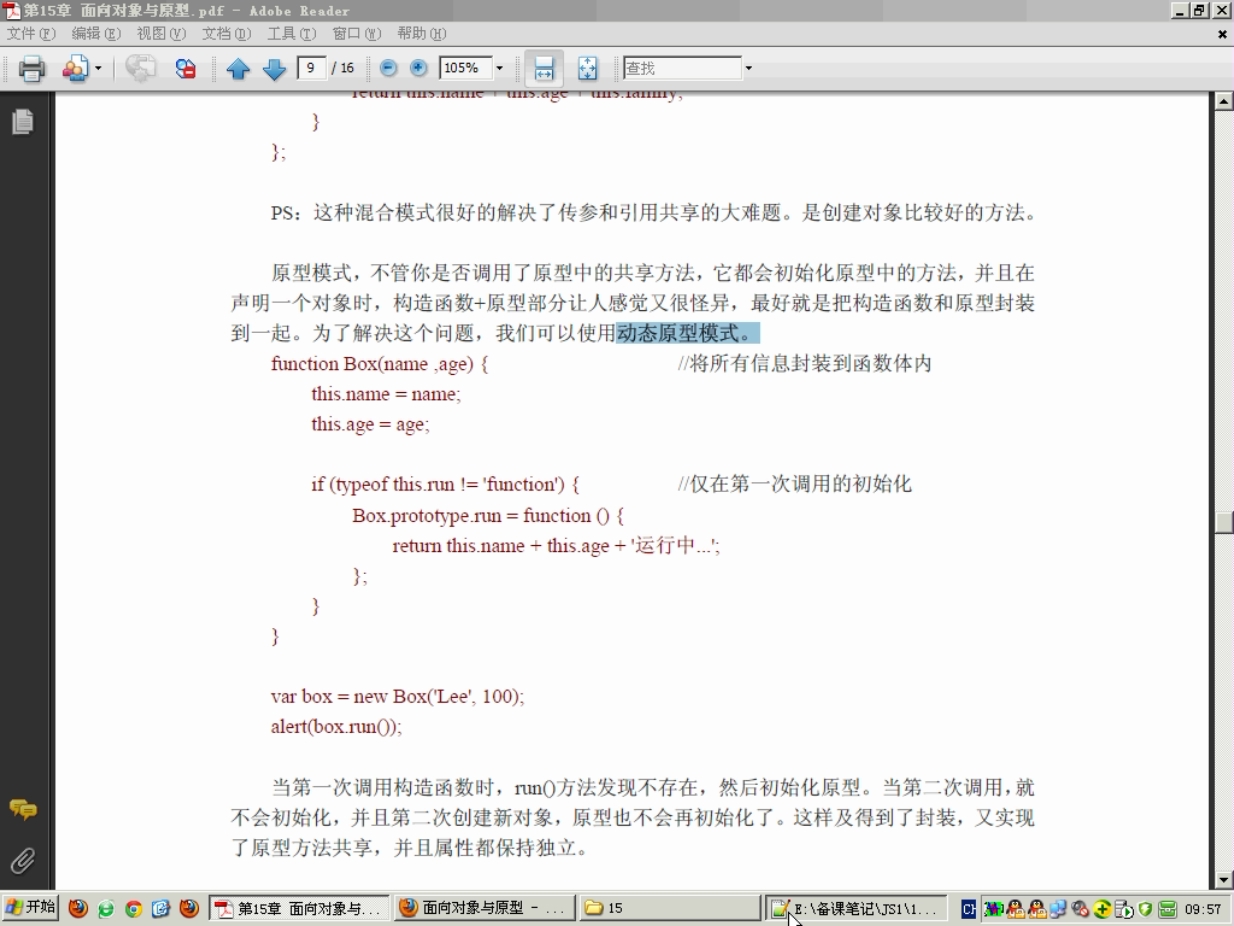 第15章 面向对象与原型.pdf - Adobe Reader
文件(F) 编辑(E) 视图(V) 文档(D) 工具(T) 窗口(W) 帮助(H)
9 / 16 105% 查找
return this.name + this.age + this.family;
}
};
PS：这种混合模式很好的解决了传参和引用共享的大难题。是创建对象比较好的方法。
原型模式，不管你是否调用了原型中的共享方法，它都会初始化原型中的方法，并且在
声明一个对象时，构造函数+原型部分让人感觉又很怪异，最好就是把构造函数和原型封装
到一起。为了解决这个问题，我们可以使用动态原型模式。
function Box(name ,age) { //将所有信息封装到函数体内
this.name = name;
this.age = age;
if (typeof this.run != 'function') { //仅在第一次调用的初始化
Box.prototype.run = function () {
return this.name + this.age + '运行中...';
};
}
}
var box = new Box('Lee', 100);
alert(box.run());
当第一次调用构造函数时，run()方法发现不存在，然后初始化原型。当第二次调用，就
不会初始化，并且第二次创建新对象，原型也不会再初始化了。这样及得到了封装，又实现
了原型方法共享，并且属性都保持独立。
开始 第15章 面向对象与... 面向对象与原型 - ... 15 E:\备课笔记\JS1\1... CH 09:57